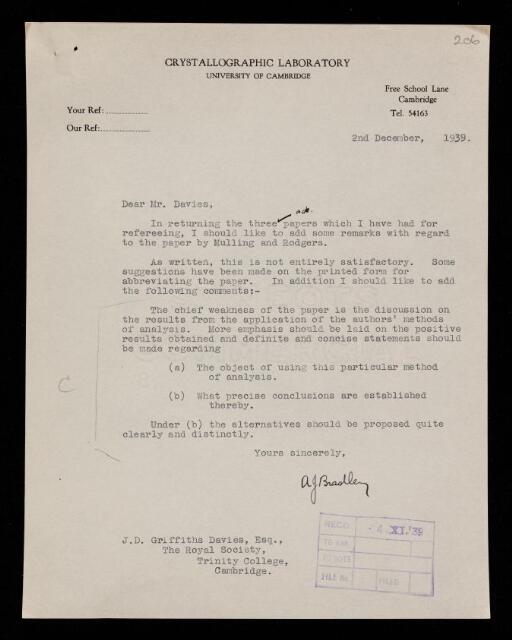 206
CRYSTALLOGRAPHIC LABORATORY
UNIVERSITY OF CAMBRIDGE
Free School Lane
Cambridge
Tel. 54163
Your Ref:
Our Ref:
2nd December, 1939.
Dear Mr. Davies,
In returning the three papers which I have had for
refereeing, I should like to add some remarks with regard
to the paper by Mulling and Rodgers.
As written, this is not entirely satisfactory. Some
suggestions have been made on the printed form for
abbreviating the paper. In addition I should like to add
the following comments:-
The chief weakness of the paper is the discussion on
the results from the application of the authors' methods
of analysis. More emphasis should be laid on the positive
results obtained and definite and concise statements should
be made regarding
(a) The object of using this particular method
of analysis.
C
(b) What precise conclusions are established
thereby.
Under (b) the alternatives should be proposed quite
clearly and distinctly.
Yours sincerely,
AJBradley
J.D. Griffiths Davies, Esq.,
The Royal Society,
Trinity College,
Cambridge.
REC'D -4.XI.'39
FILE No. FILED